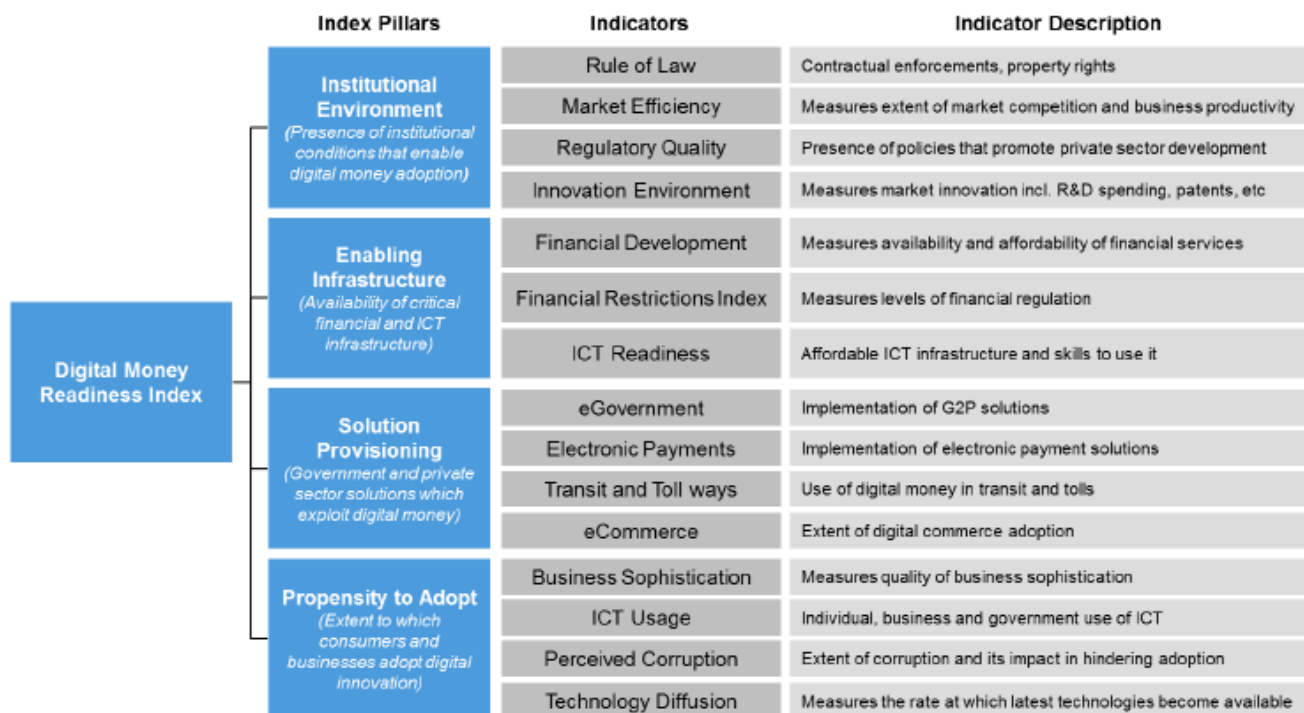 Index Pillars
Indicators
Indicator Description
Digital Money
Readiness Index
Institutional
Environment
(Presence of institutional
conditions that enable
digital money adoption)
Rule of Law
Contractual enforcements, property rights
Market Efficiency
Measures extent of market competition and business productivity
Regulatory Quality
Presence of policies that promote private sector development
Innovation Environment
Measures market innovation incl. R&D spending, patents, etc
Enabling
Infrastructure
(Availability of critical
financial and ICT
infrastructure)
Financial Development
Measures availability and affordability of financial services
Financial Restrictions Index
Measures levels of financial regulation
ICT Readiness
Affordable ICT infrastructure and skills to use it
Solution
Provisioning
(Government and private
sector solutions which
exploit digital money)
eGovernment
Implementation of G2P solutions
Electronic Payments
Implementation of electronic payment solutions
Transit and Toll ways
Use of digital money in transit and tolls
eCommerce
Extent of digital commerce adoption
Propensity to Adopt
(Extent to which
consumers and
businesses adopt digital
innovation)
Business Sophistication
Measures quality of business sophistication
ICT Usage
Individual, business and government use of ICT
Perceived Corruption
Extent of corruption and its impact in hindering adoption
Technology Diffusion
Measures the rate at which latest technologies become available